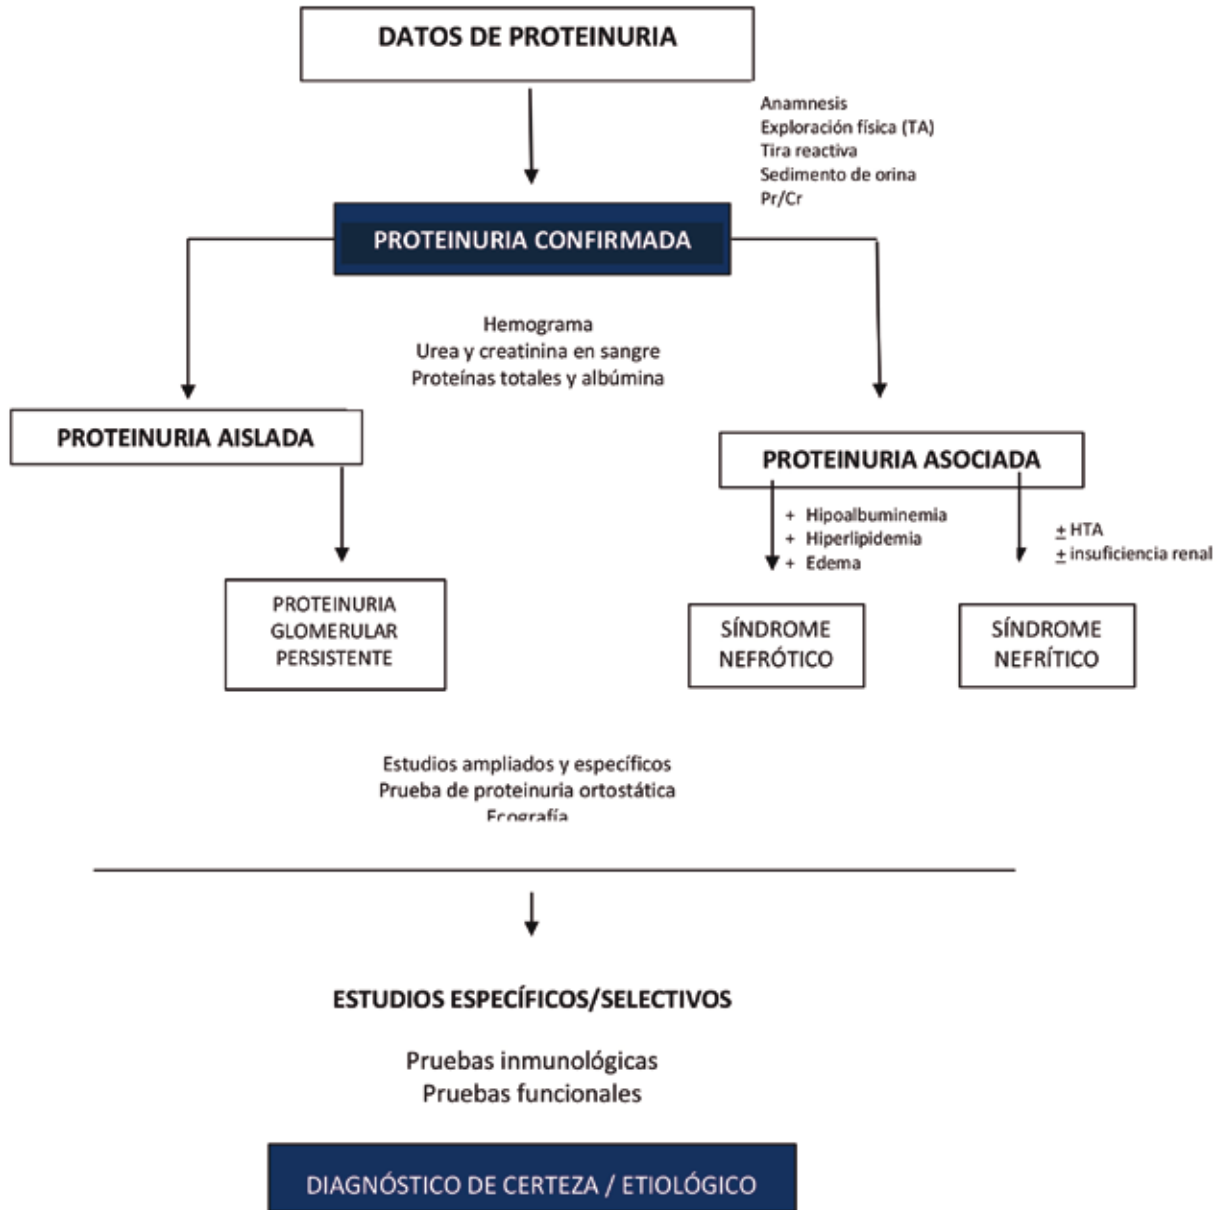 DATOS DE PROTEINURIA
Anamnesis
Exploración física (TA)
Tira reactiva
Sedimento de orina
Pr/Cr
PROTEINURIA CONFIRMADA
Hemograma
Urea y creatinina en sangre
Proteínas totales y albúmina
PROTEINURIA AISLADA
PROTEINURIA ASOCIADA
+ Hipoalbuminemia
+ Hiperlipidemia
+ Edema
± HTA
± insuficiencia renal
PROTEINURIA
GLOMERULAR
PERSISTENTE
SÍNDROME
NEFRÓTICO
SÍNDROME
NEFRÍTICO
Estudios ampliados y específicos
Prueba de proteinuria ortostática
Ecografía
ESTUDIOS ESPECÍFICOS/SELECTIVOS
Pruebas inmunológicas
Pruebas funcionales
DIAGNÓSTICO DE CERTEZA / ETIOLÓGICO